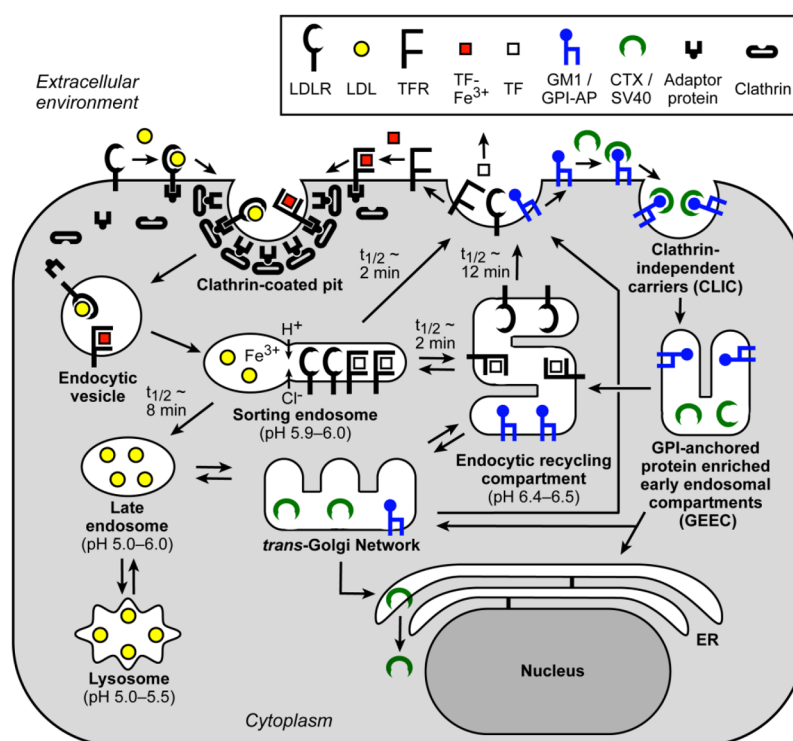 LDLR LDL TFR TF- TF GM1 / CTX / Adaptor Clathrin
Fe3+ GPI-AP SV40 protein
Extracellular
environment
Clathrin-coated pit
t1/2 ~
2 min
t1/2 ~
12 min
Clathrin-
independent
carriers (CLIC)
Endocytic
vesicle
H+
Fe3+
Cl-
t1/2 ~
2 min
Sorting endosome
(pH 5.9–6.0)
t1/2 ~
8 min
Endocytic recycling
compartment
(pH 6.4–6.5)
GPI-anchored
protein enriched
early endosomal
compartments
(GEEC)
Late
endosome
(pH 5.0–6.0)
trans-Golgi Network
Lysosome
(pH 5.0–5.5)
ER
Nucleus
Cytoplasm